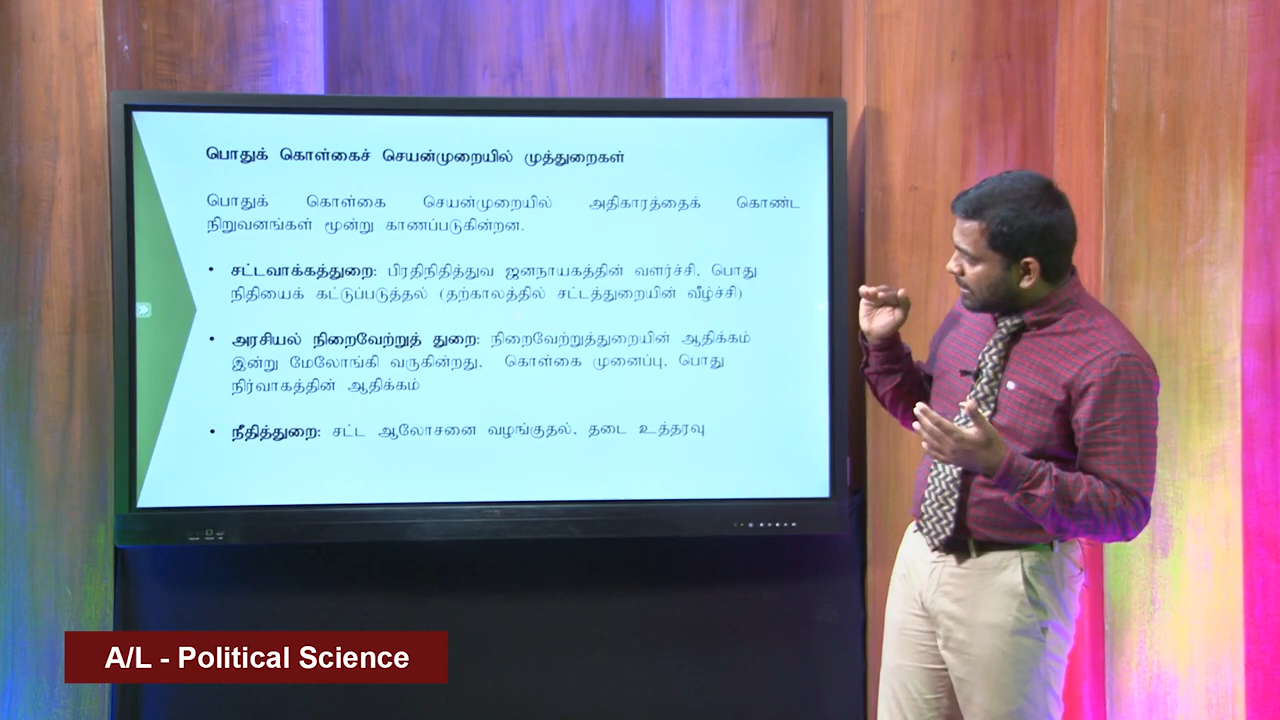 பொதுக் கொள்கைச் செயன்முறையில் முத்துறைகள்
பொதுக் கொள்கை செயன்முறையில் அதிகாரத்தைக் கொண்ட
நிறுவனங்கள் மூன்று காணப்படுகின்றன.
• சட்டவாக்கத்துறை: பிரதிநிதித்துவ ஜனநாயகத்தின் வளர்ச்சி, பொது
நிதியைக் கட்டுப்படுத்தல் (தற்காலத்தில் சட்டத்துறையின் வீழ்ச்சி)
• அரசியல் நிறைவேற்றுத் துறை: நிறைவேற்றுத்துறையின் ஆதிக்கம்
இன்று மேலோங்கி வருகின்றது, கொள்கை முனைப்பு, பொது
நிர்வாகத்தின் ஆதிக்கம்
• நீதித்துறை: சட்ட ஆலோசனை வழங்குதல், தடை உத்தரவு
A/L - Political Science